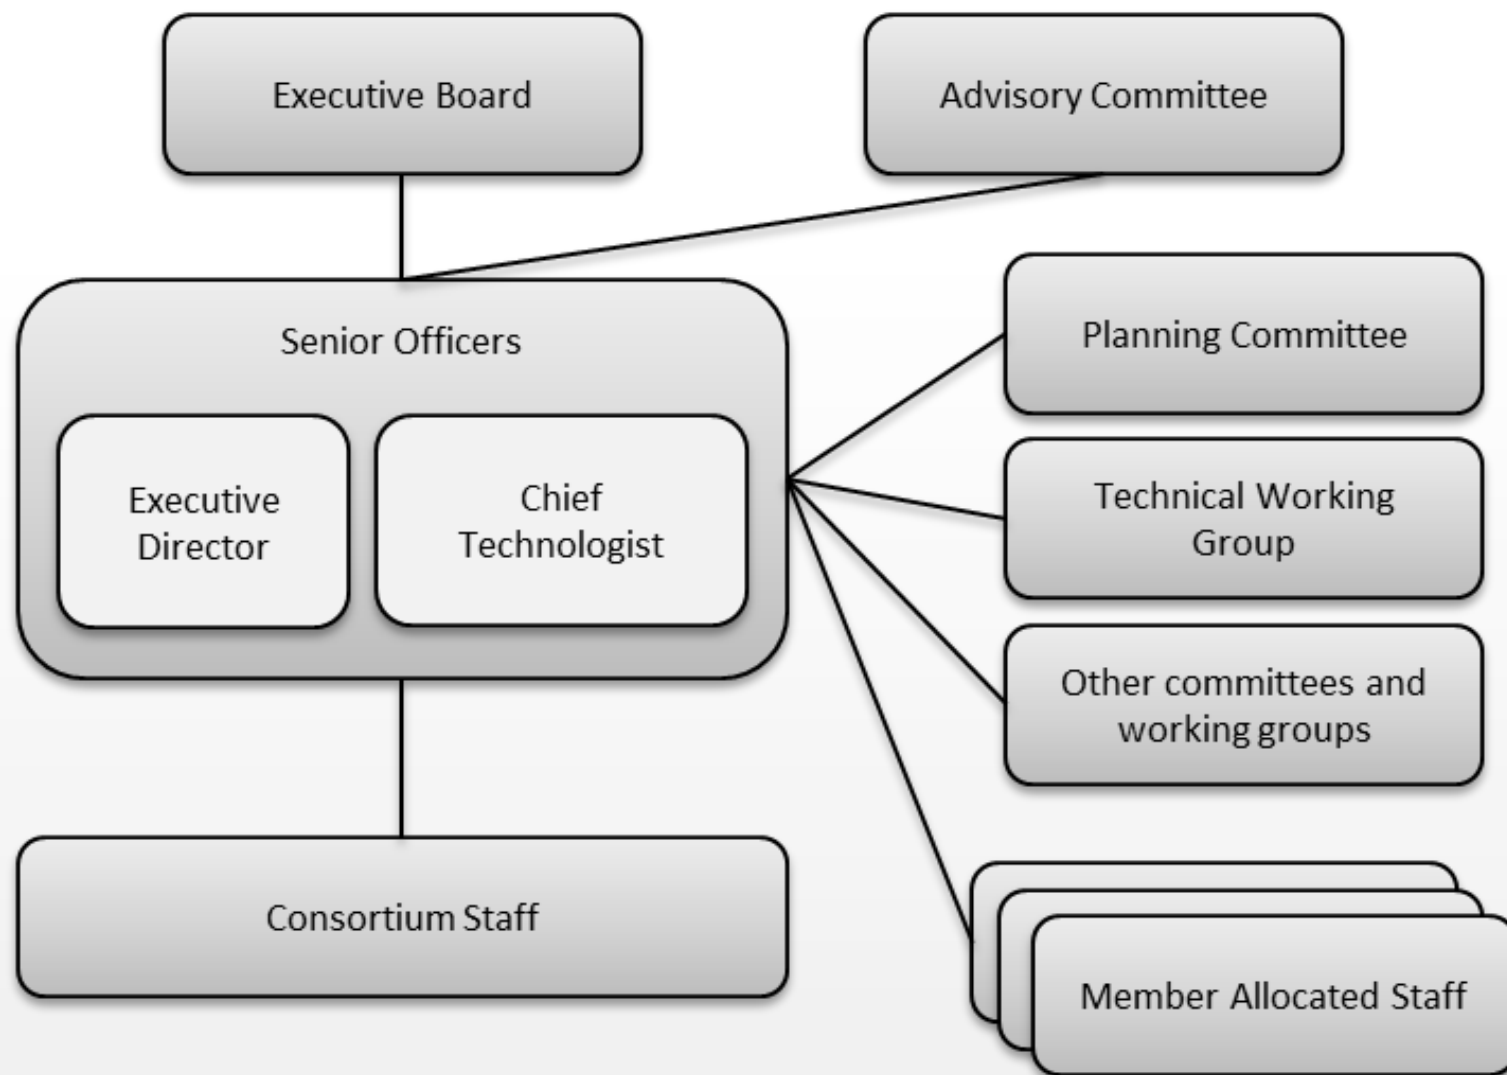 Executive Board
Advisory Committee
Senior Officers
Executive
Director
Chief
Technologist
Planning Committee
Technical Working
Group
Other committees and
working groups
Consortium Staff
Member Allocated Staff